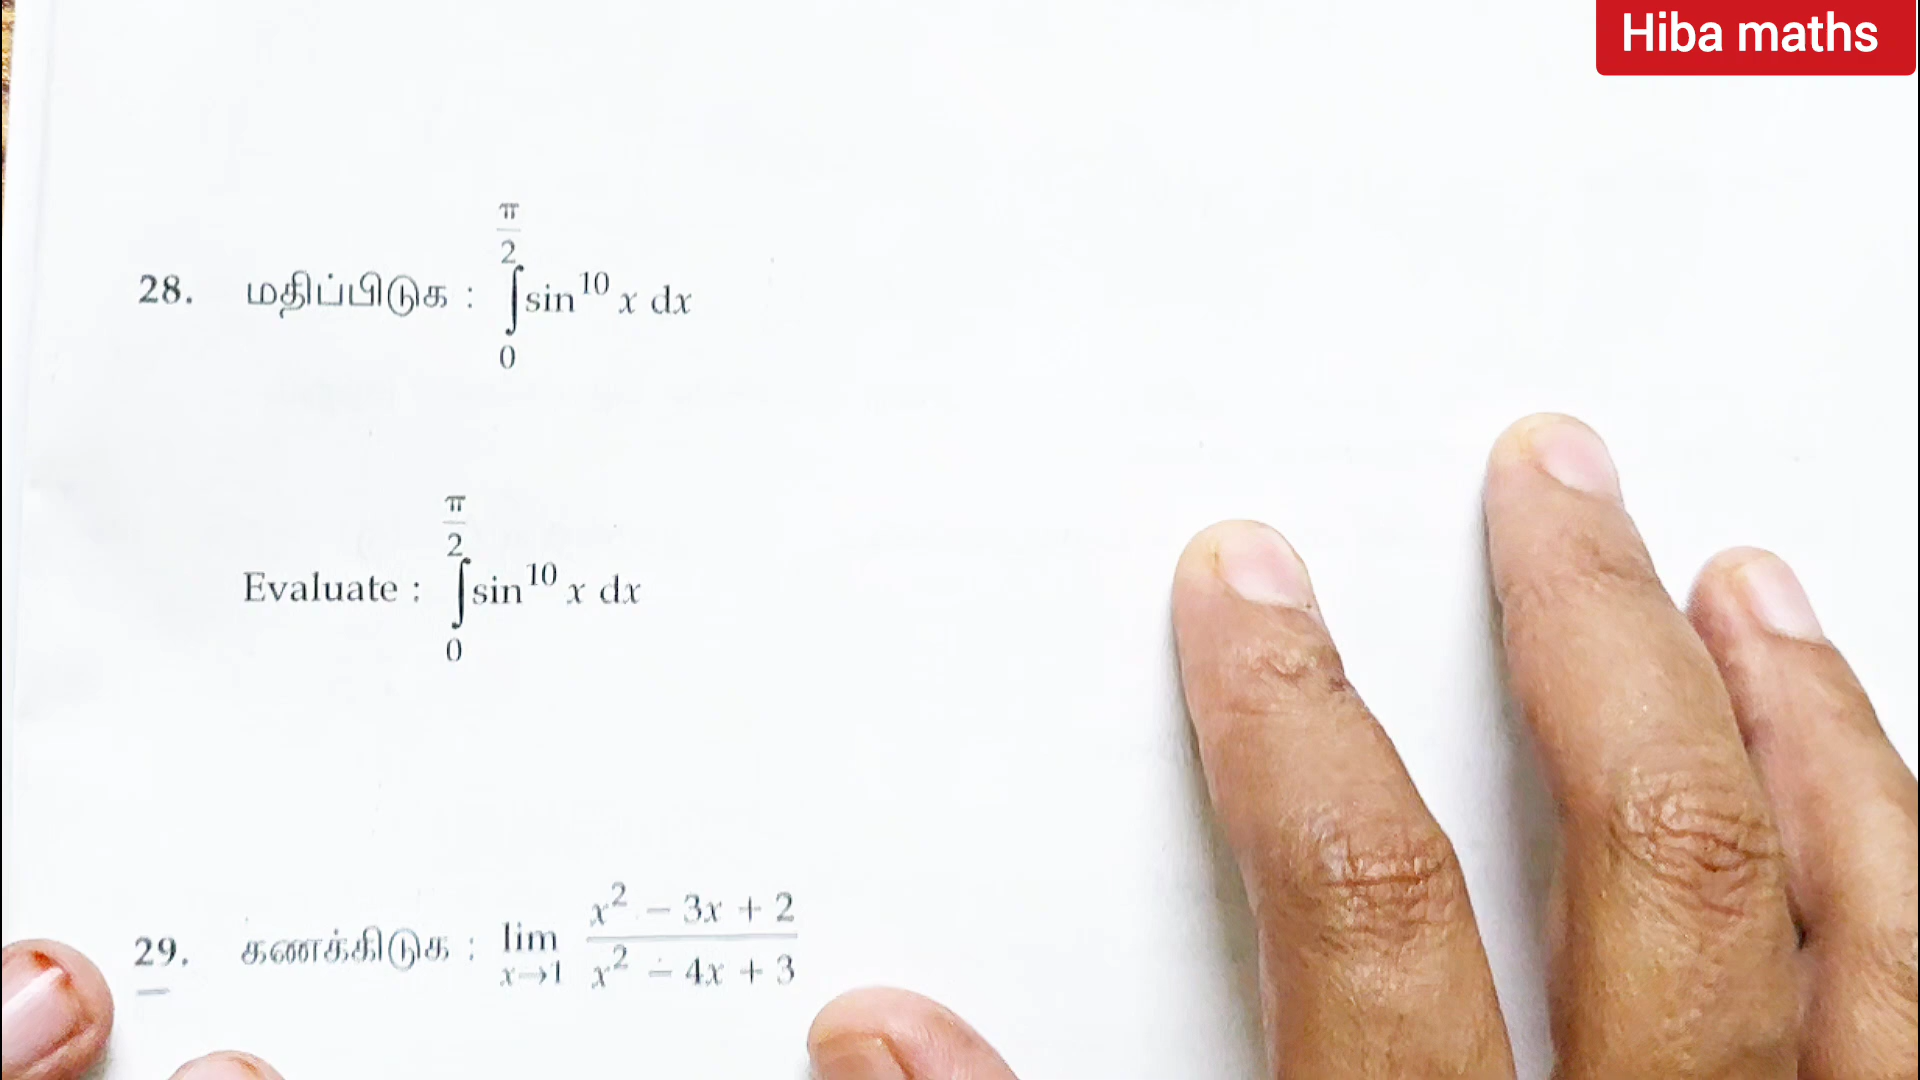 Hiba maths
28. மதிப்பிடுக : ∫₀^(π/2) sin¹⁰ x dx
Evaluate : ∫₀^(π/2) sin¹⁰ x dx
29. கணக்கிடுக : lim x→1 (x² − 3x + 2)/(x² − 4x + 3)